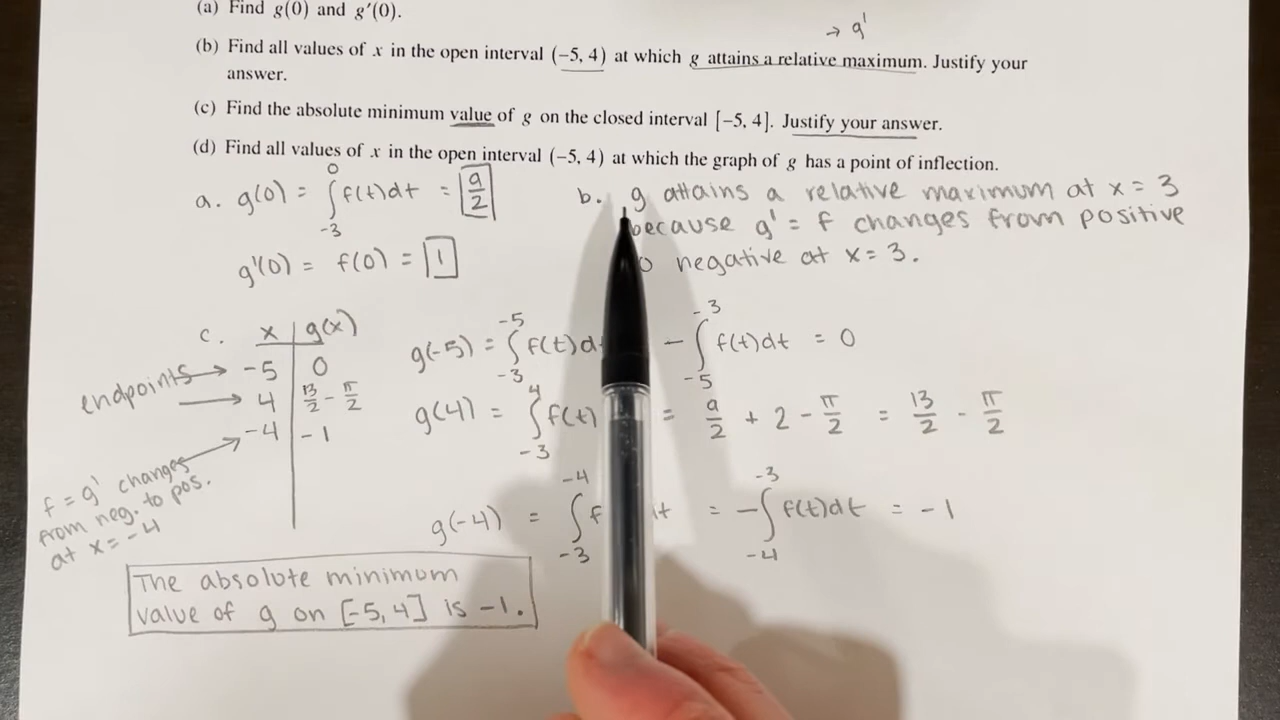 (a) Find g(0) and g′(0).
→ g'
(b) Find all values of x in the open interval (−5, 4) at which g attains a relative maximum. Justify your
answer.
(c) Find the absolute minimum value of g on the closed interval [−5, 4]. Justify your answer.
(d) Find all values of x in the open interval (−5, 4) at which the graph of g has a point of inflection.
a. g(0) = ∫_{-3}^{0} f(t)dt = 9/2
g'(0) = f(0) = 1
b. g attains a relative maximum at x = 3
because g' = f changes from positive
negative at x = 3.
c. x | g(x)
endpoints → -5 | 0
→ 4 | 13/2 - π/2
-4 | -1
f = g' changes
from neg. to pos.
at x = -4
g(-5) = ∫_{-3}^{-5} f(t)d - ∫_{-5}^{-3} f(t)dt = 0
g(4) = ∫_{-3}^{4} f(t) = 9/2 + 2 - π/2 = 13/2 - π/2
g(-4) = ∫_{-3}^{-4} f = -∫_{-4}^{-3} f(t)dt = -1
The absolute minimum
value of g on [-5, 4] is -1.